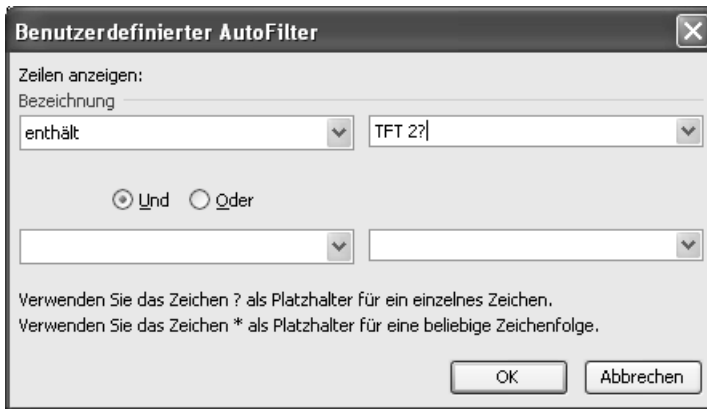 Benutzerdefinierter AutoFilter
Zeilen anzeigen:
Bezeichnung
enthält TFT 2?
Und Oder
Verwenden Sie das Zeichen ? als Platzhalter für ein einzelnes Zeichen.
Verwenden Sie das Zeichen * als Platzhalter für eine beliebige Zeichenfolge.
OK Abbrechen